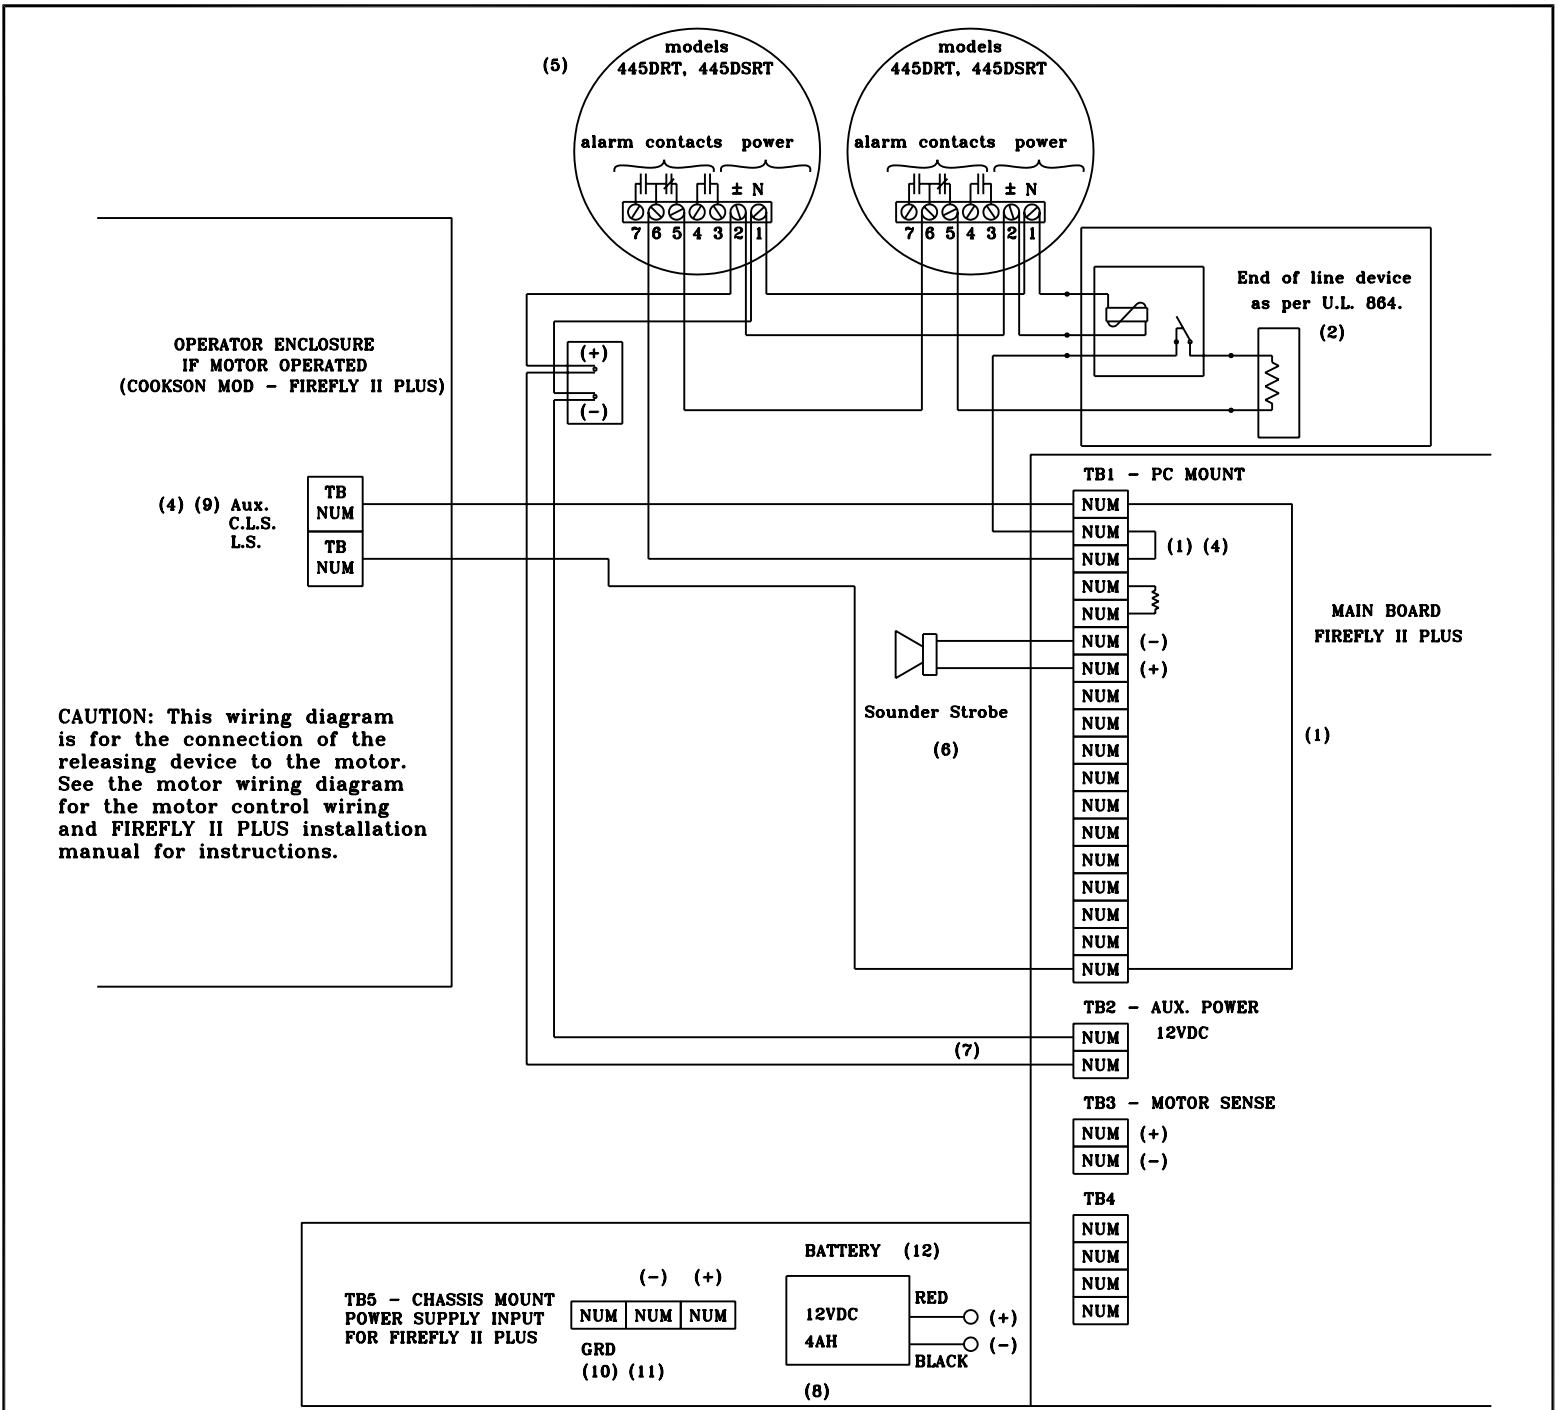 models
445DRT, 445DSRT
(5)
alarm contacts power
± N
7 6 5 4 3 2 1
models
445DRT, 445DSRT
alarm contacts power
± N
7 6 5 4 3 2 1
End of line device
as per U.L. 864.
(2)
OPERATOR ENCLOSURE
IF MOTOR OPERATED
(COOKSON MOD - FIREFLY II PLUS)
(+)
(-)
(4) (9) Aux.
C.L.S.
L.S.
TB
NUM
TB
NUM
CAUTION: This wiring diagram
is for the connection of the
releasing device to the motor.
See the motor wiring diagram
for the motor control wiring
and FIREFLY II PLUS installation
manual for instructions.
TB1 - PC MOUNT
NUM
NUM
NUM
(1) (4)
NUM
NUM
NUM (-)
NUM (+)
NUM
NUM
NUM
NUM
NUM
NUM
NUM
NUM
NUM
NUM
NUM
MAIN BOARD
FIREFLY II PLUS
(1)
Sounder Strobe
(6)
TB2 - AUX. POWER
12VDC
NUM
NUM
(7)
TB3 - MOTOR SENSE
NUM (+)
NUM (-)
TB4
NUM
NUM
NUM
NUM
TB5 - CHASSIS MOUNT
POWER SUPPLY INPUT
FOR FIREFLY II PLUS
(-) (+)
NUM NUM NUM
GRD
(10) (11)
BATTERY (12)
12VDC
4AH
RED
(+)
(-)
BLACK
(8)